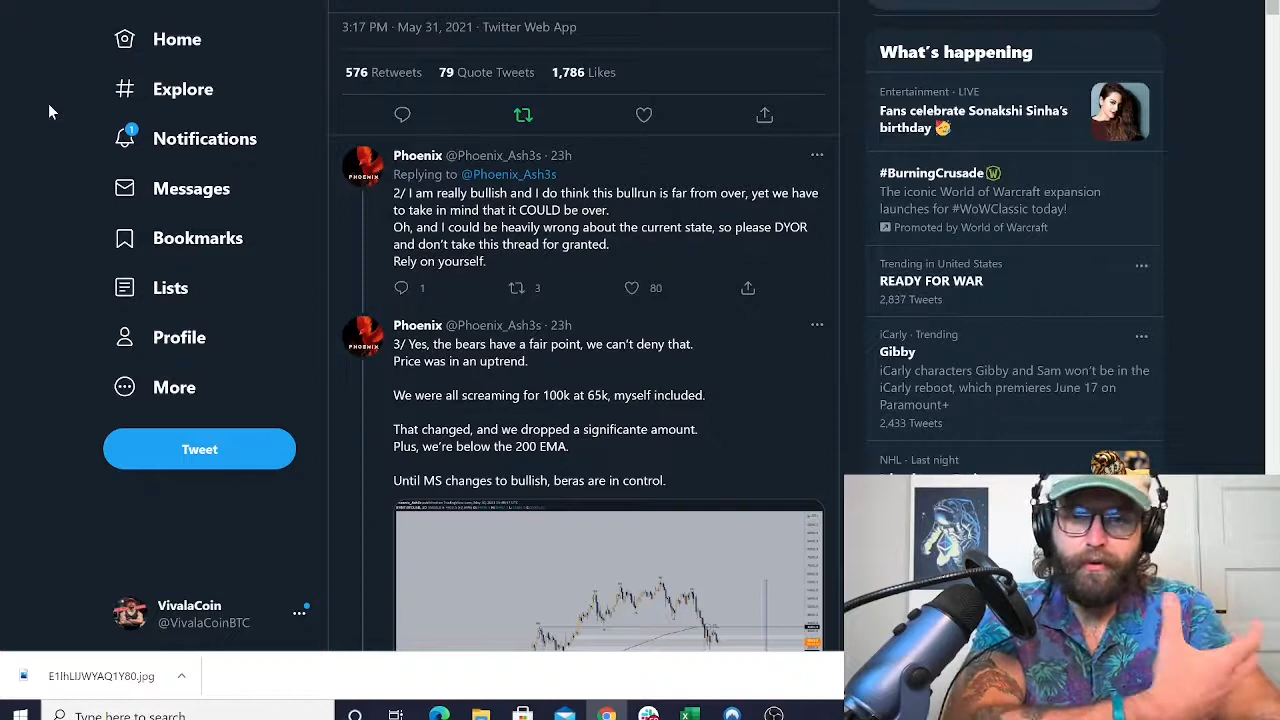 3:17 PM · May 31, 2021 · Twitter Web App
576 Retweets 79 Quote Tweets 1,786 Likes
Home
Explore
1
Notifications
Messages
Bookmarks
Lists
Profile
More
Tweet
VivalaCoin
@VivalaCoinBTC
PHOENIX
Phoenix @Phoenix_Ash3s · 23h
Replying to @Phoenix_Ash3s
2/ I am really bullish and I do think this bullrun is far from over, yet we have
to take in mind that it COULD be over.
Oh, and I could be heavily wrong about the current state, so please DYOR
and don't take this thread for granted.
Rely on yourself.
1 3 80
PHOENIX
Phoenix @Phoenix_Ash3s · 23h
3/ Yes, the bears have a fair point, we can't deny that.
Price was in an uptrend.
We were all screaming for 100k at 65k, myself included.
That changed, and we dropped a significante amount.
Plus, we're below the 200 EMA.
Until MS changes to bullish, beras are in control.
What's happening
Entertainment · LIVE
Fans celebrate Sonakshi Sinha's
birthday
#BurningCrusade
The iconic World of Warcraft expansion
launches for #WoWClassic today!
Promoted by World of Warcraft
Trending in United States
READY FOR WAR
2,837 Tweets
iCarly · Trending
Gibby
iCarly characters Gibby and Sam won't be in the
iCarly reboot, which premieres June 17 on
Paramount+
2,433 Tweets
NHL · Last night
E1IhLIJWYAQ1Y80.jpg
Type here to search